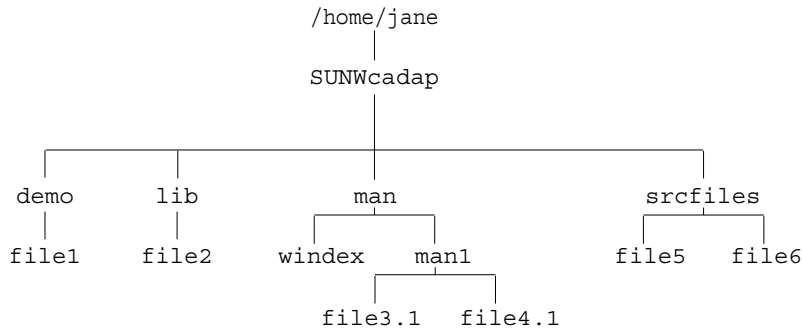 /home/jane
SUNWcadap
demo lib man srcfiles
file1 file2 windex man1 file5 file6
file3.1 file4.1